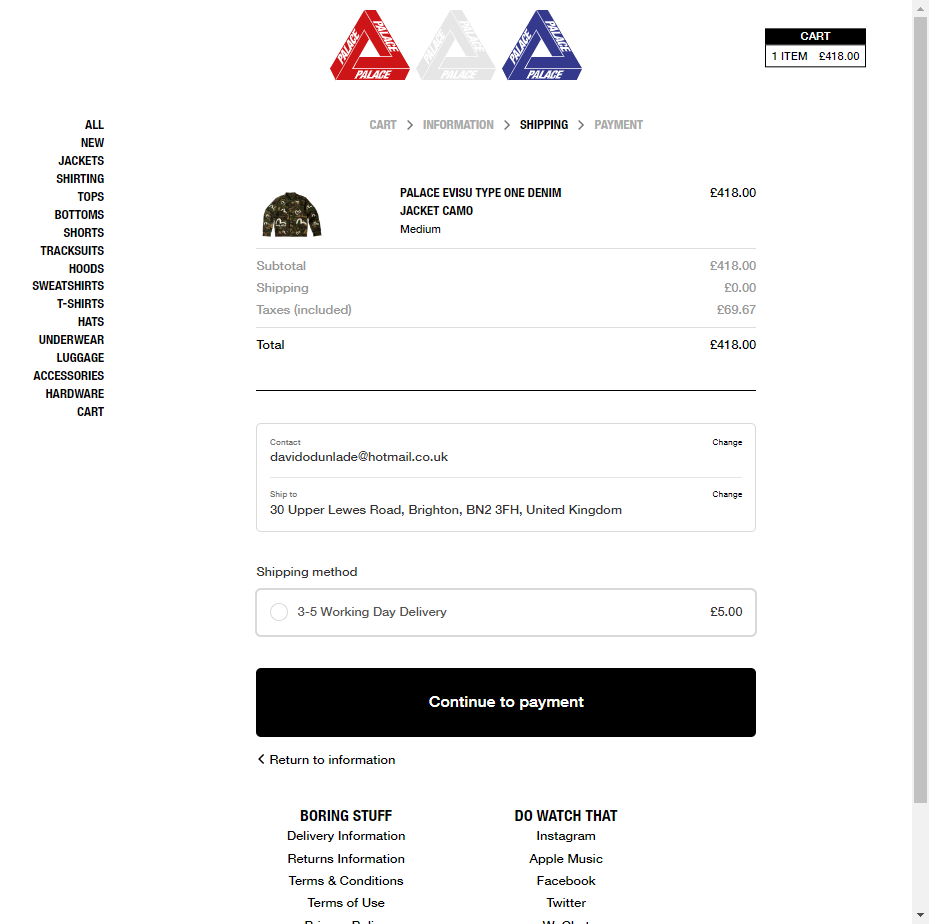 PALACE PALACE PALACE PALACE PALACE PALACE PALACE PALACE PALACE
CART
1 ITEM £418.00
CART > INFORMATION > SHIPPING > PAYMENT
ALL
NEW
JACKETS
SHIRTING
TOPS
BOTTOMS
SHORTS
TRACKSUITS
HOODS
SWEATSHIRTS
T-SHIRTS
HATS
UNDERWEAR
LUGGAGE
ACCESSORIES
HARDWARE
CART
PALACE EVISU TYPE ONE DENIM £418.00
JACKET CAMO
Medium
Subtotal £418.00
Shipping £0.00
Taxes (included) £69.67
Total £418.00
Contact Change
davidodunlade@hotmail.co.uk
Ship to Change
30 Upper Lewes Road, Brighton, BN2 3FH, United Kingdom
Shipping method
3-5 Working Day Delivery £5.00
Continue to payment
< Return to information
BORING STUFF
Delivery Information
Returns Information
Terms & Conditions
Terms of Use
DO WATCH THAT
Instagram
Apple Music
Facebook
Twitter